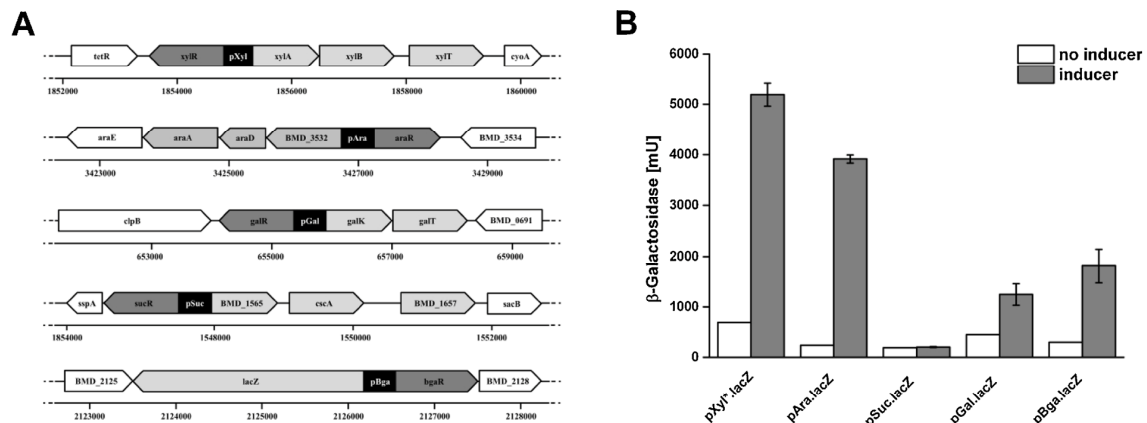 A
tetR xylR pXyl xylA xylB xylT cyoA
1852000 1854000 1856000 1858000 1860000
araE araA araD BMD_3532 pAra araR BMD_3534
3423000 3425000 3427000 3429000
clpB galR pGal galK galT BMD_0691
653000 655000 657000 659000
sspA sucR pSuc BMD_1565 cscA BMD_1657 sacB
1854000 1548000 1550000 1552000
BMD_2125 lacZ pBga bgaR BMD_2128
2123000 2124000 2125000 2126000 2127000 2128000
B
no inducer
inducer
β-Galactosidase [mU]
6000
5000
4000
3000
2000
1000
0
pXyl*.lacZ pAra.lacZ pSuc.lacZ pGal.lacZ pBga.lacZ